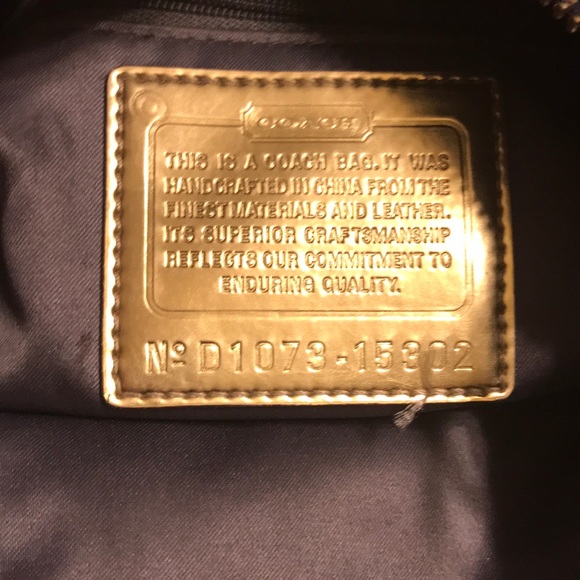 COACH
THIS IS A COACH BAG. IT WAS
HANDCRAFTED IN CHINA FROM THE
FINEST MATERIALS AND LEATHER.
ITS SUPERIOR CRAFTSMANSHIP
REFLECTS OUR COMMITMENT TO
ENDURING QUALITY.
Nº D1073-15302